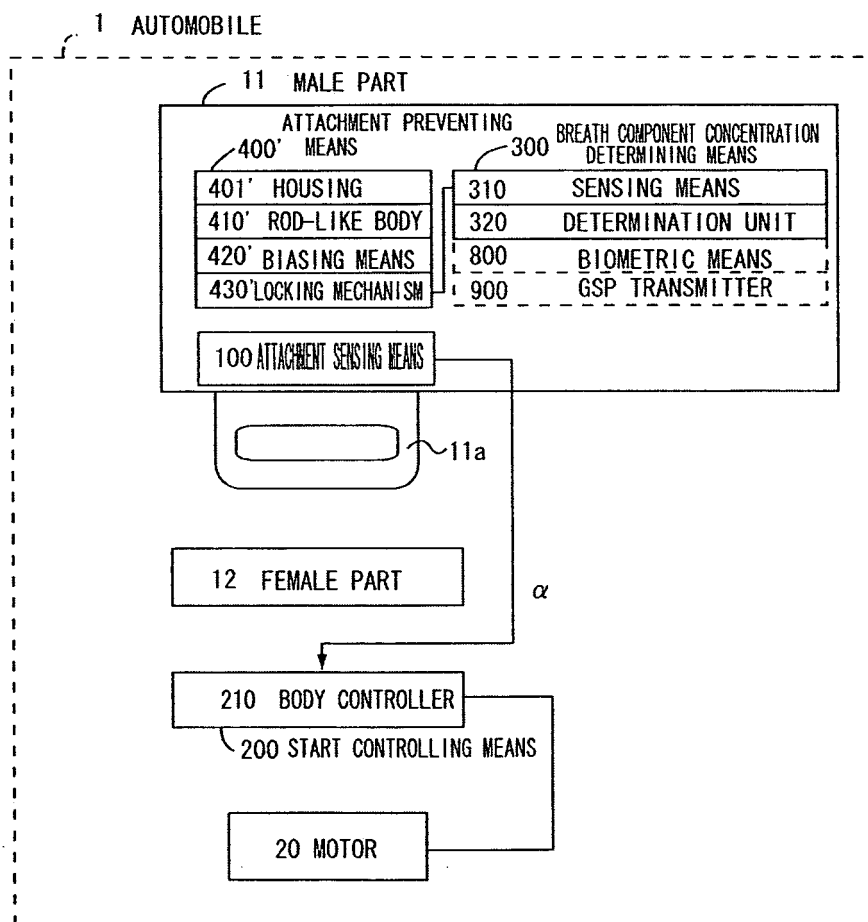 1 AUTOMOBILE
11 MALE PART
ATTACHMENT PREVENTING
400' MEANS
300 BREATH COMPONENT CONCENTRATION
DETERMINING MEANS
401' HOUSING
410' ROD-LIKE BODY
420' BIASING MEANS
430' LOCKING MECHANISM
310 SENSING MEANS
320 DETERMINATION UNIT
800 BIOMETRIC MEANS
900 GSP TRANSMITTER
100 ATTACHMENT SENSING MEANS
11a
12 FEMALE PART
α
210 BODY CONTROLLER
200 START CONTROLLING MEANS
20 MOTOR